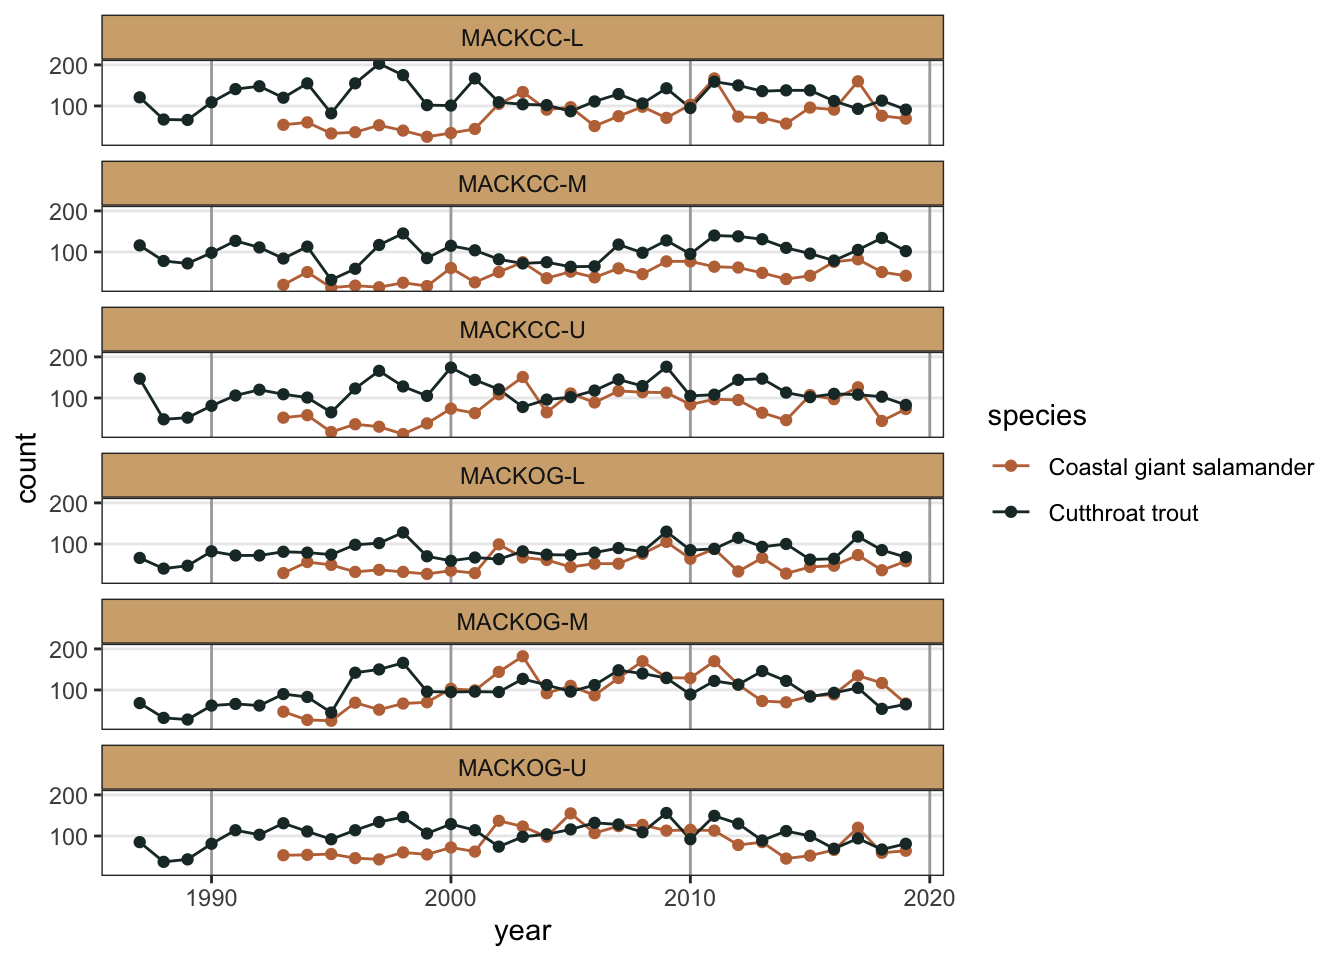 MACKCC-L
200
100
MACKCC-M
200
100
MACKCC-U
200
100
count
MACKOG-L
200
100
MACKOG-M
200
100
MACKOG-U
200
100
1990 2000 2010 2020
year
species
Coastal giant salamander
Cutthroat trout